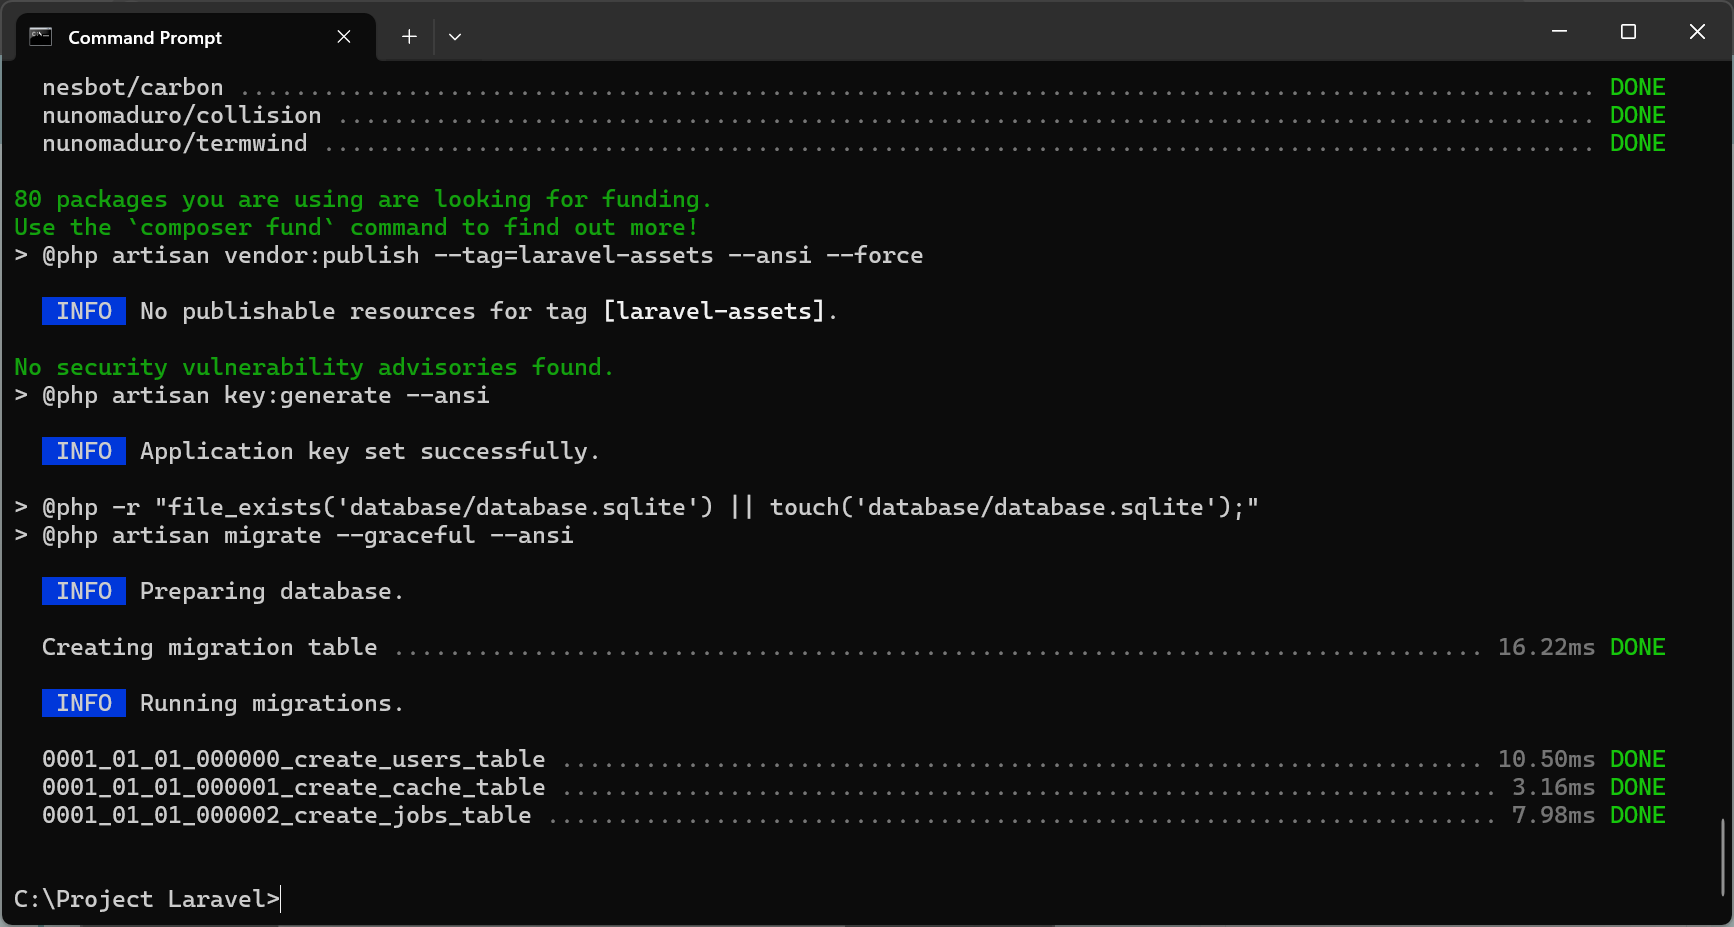 Command Prompt
nesbot/carbon ................................................................................................. DONE
nunomaduro/collision .......................................................................................... DONE
nunomaduro/termwind ........................................................................................... DONE
80 packages you are using are looking for funding.
Use the `composer fund` command to find out more!
> @php artisan vendor:publish --tag=laravel-assets --ansi --force
INFO No publishable resources for tag [laravel-assets].
No security vulnerability advisories found.
> @php artisan key:generate --ansi
INFO Application key set successfully.
> @php -r "file_exists('database/database.sqlite') || touch('database/database.sqlite');"
> @php artisan migrate --graceful --ansi
INFO Preparing database.
Creating migration table .............................................................................. 16.22ms DONE
INFO Running migrations.
0001_01_01_000000_create_users_table .................................................................. 10.50ms DONE
0001_01_01_000001_create_cache_table ................................................................... 3.16ms DONE
0001_01_01_000002_create_jobs_table .................................................................... 7.98ms DONE
C:\Project Laravel>